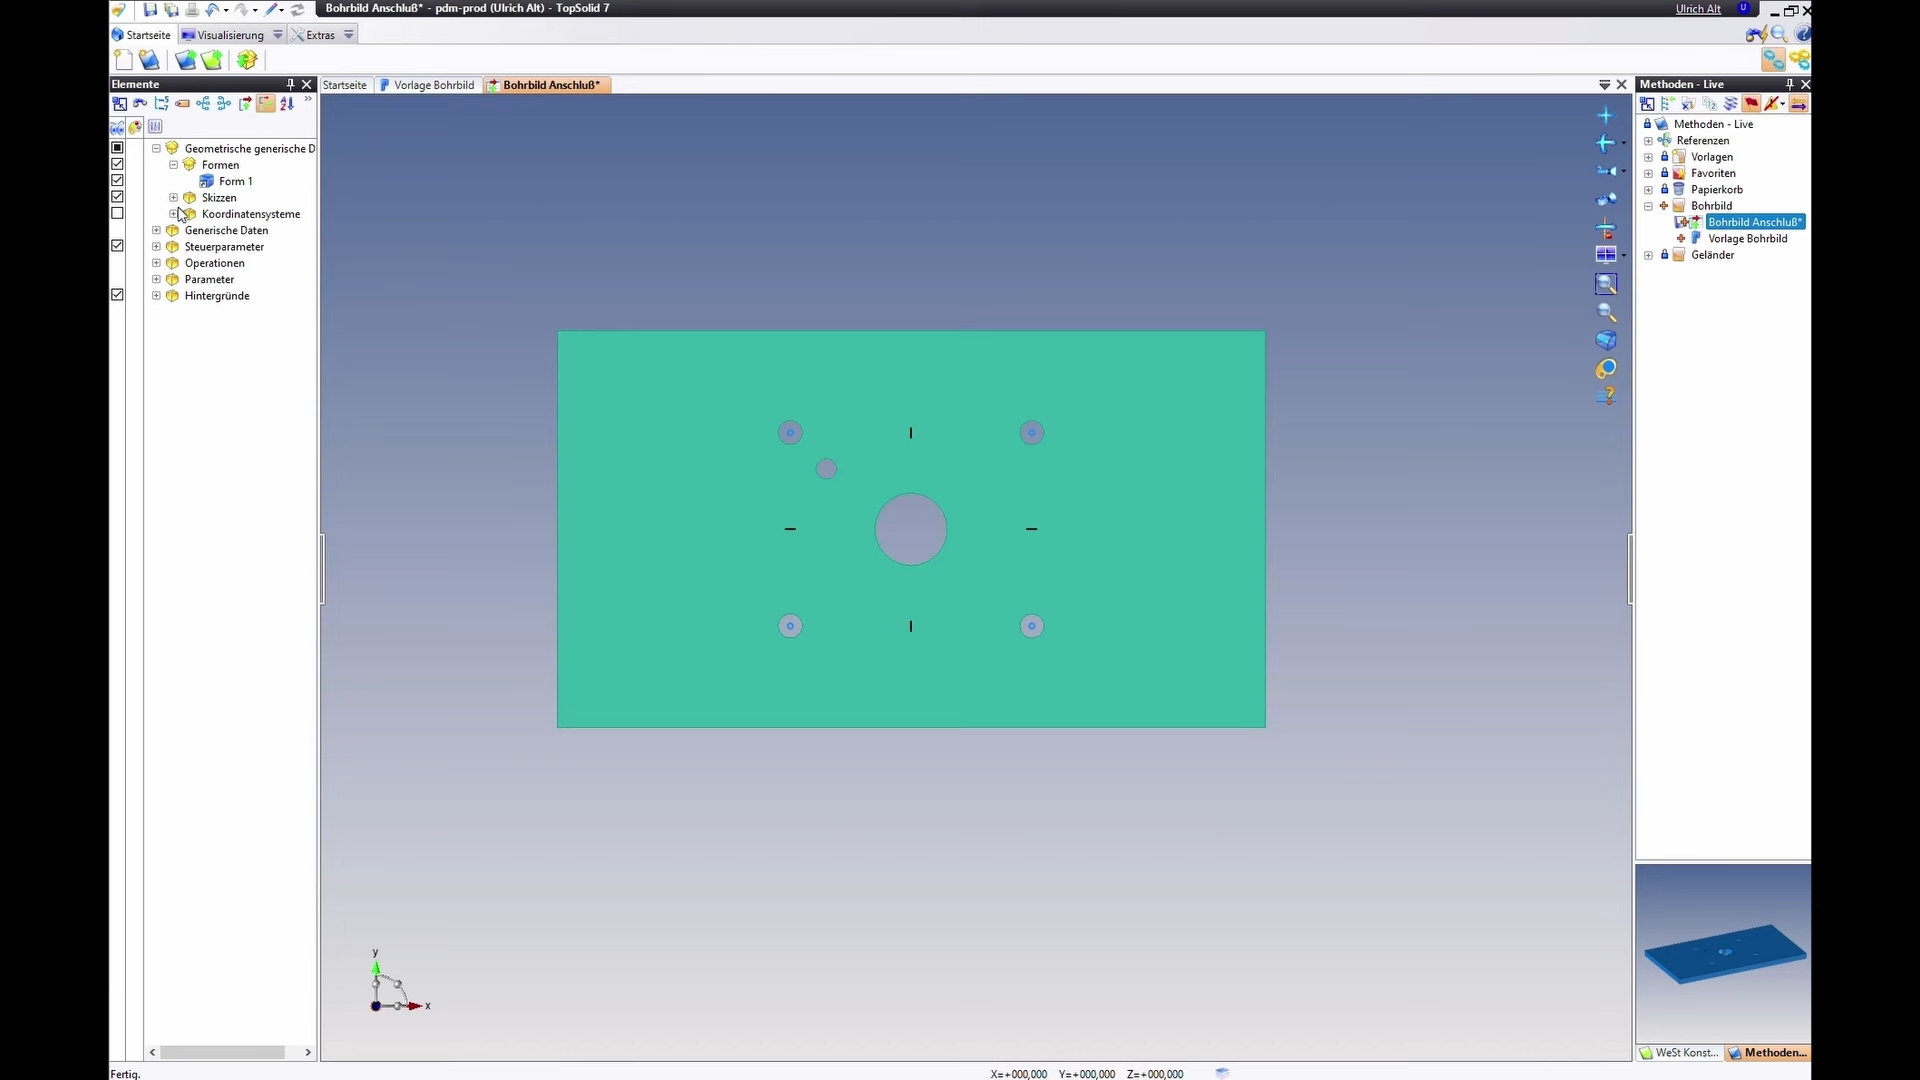 Bohrbild Anschluß* - pdm-prod (Ulrich Alt) - TopSolid 7
Ulrich Alt
U
Startseite
Visualisierung
Extras
Elemente
Startseite
Vorlage Bohrbild
Bohrbild Anschluß*
Methoden - Live
Geometrische generische D
Formen
Form 1
Skizzen
Koordinatensysteme
Generische Daten
Steuerparameter
Operationen
Parameter
Hintergründe
Methoden - Live
Referenzen
Vorlagen
Favoriten
Papierkorb
Bohrbild
Bohrbild Anschluß*
Vorlage Bohrbild
Geländer
y
x
WeSt Konst...
Methoden...
Fertig.
X=+000,000 Y=+000,000 Z=+000,000